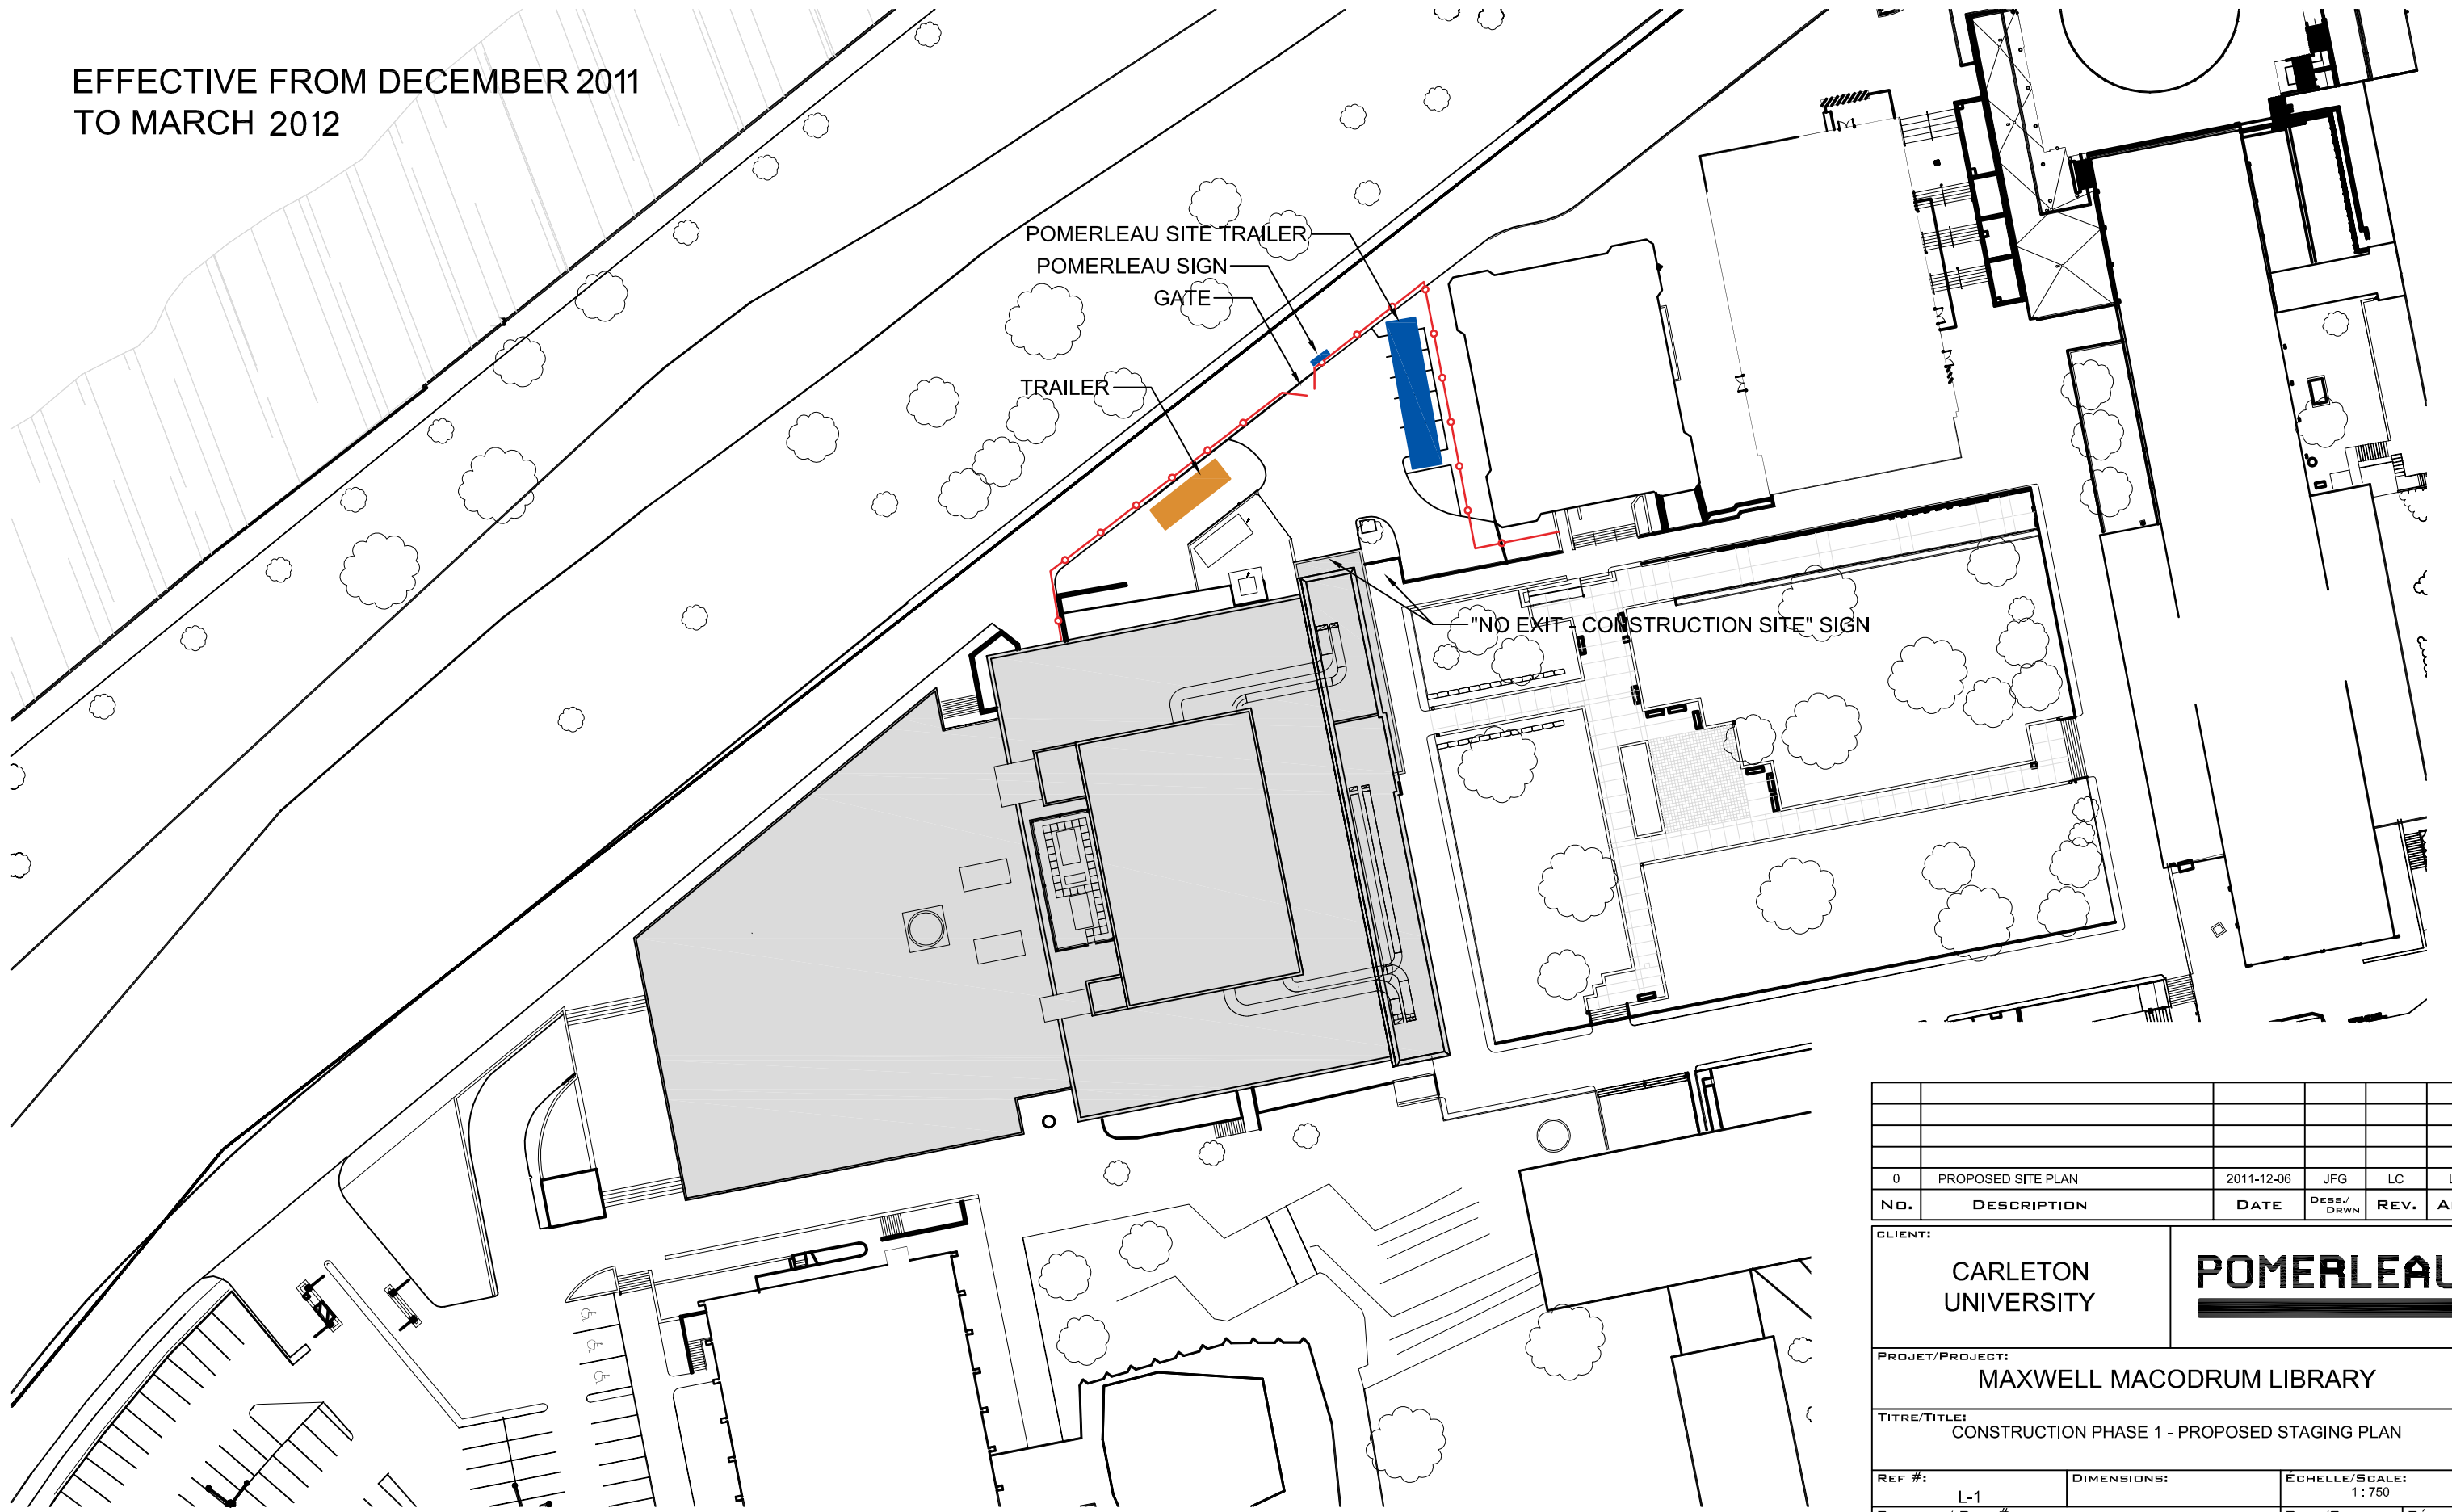 EFFECTIVE FROM DECEMBER 2011
TO MARCH 2012
POMERLEAU SITE TRAILER
POMERLEAU SIGN
GATE
TRAILER
"NO EXIT - CONSTRUCTION SITE" SIGN
0 PROPOSED SITE PLAN 2011-12-06 JFG LC
NO. DESCRIPTION DATE DESS./DRWN REV.
CLIENT:
CARLETON
UNIVERSITY
POMERLEAU
PROJET/PROJECT:
MAXWELL MACODRUM LIBRARY
TITRE/TITLE:
CONSTRUCTION PHASE 1 - PROPOSED STAGING PLAN
REF #: DIMENSIONS: ÉCHELLE/SCALE:
L-1 1 : 750